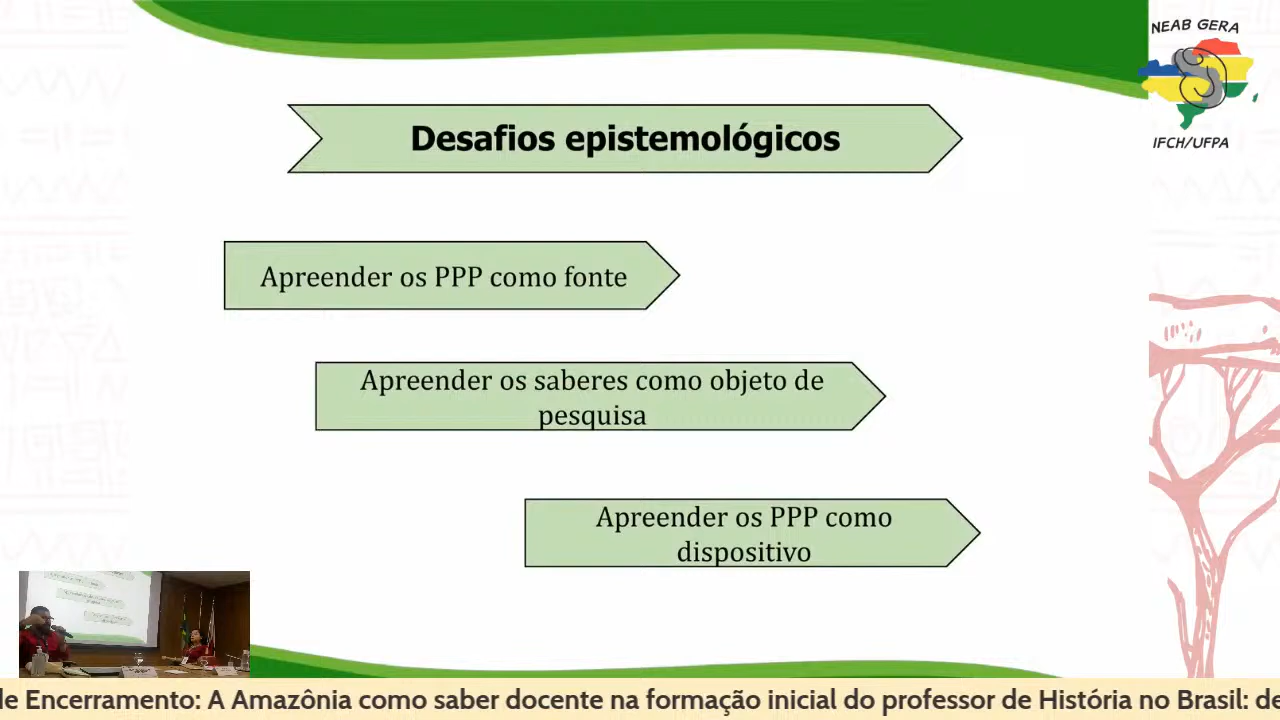 NEAB GERA
IFCH/UFPA
Desafios epistemológicos
Apreender os PPP como fonte
Apreender os saberes como objeto de
pesquisa
Apreender os PPP como
dispositivo
de Encerramento: A Amazônia como saber docente na formação inicial do professor de História no Brasil: de